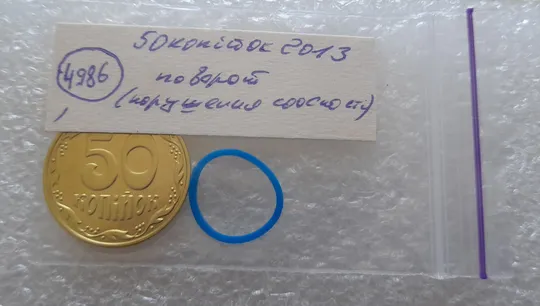 50 копійок 2013
4986
поворот
(нарушения соосности)
50
КОПІЙОК